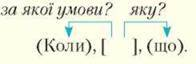 за якої умови? яку?
(Коли), [ ], (що).